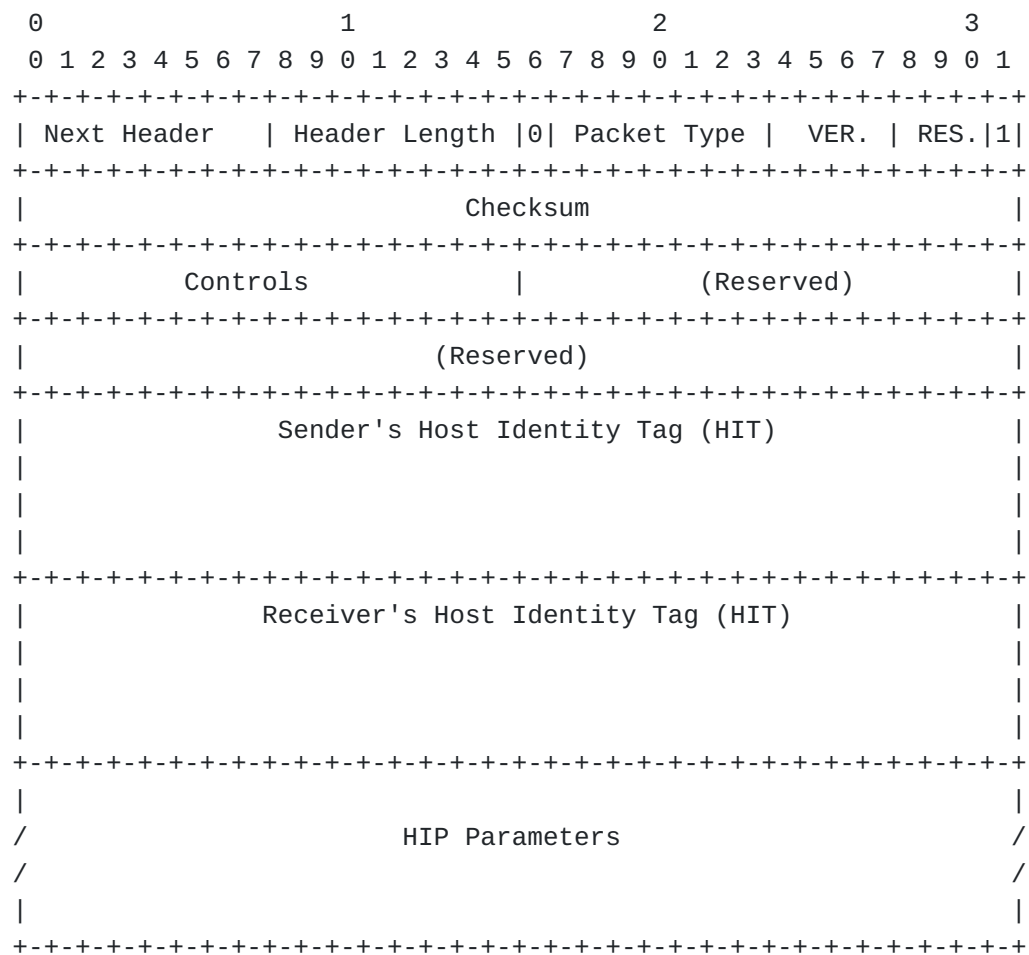 0                   1                   2                   3
 0 1 2 3 4 5 6 7 8 9 0 1 2 3 4 5 6 7 8 9 0 1 2 3 4 5 6 7 8 9 0 1
+-+-+-+-+-+-+-+-+-+-+-+-+-+-+-+-+-+-+-+-+-+-+-+-+-+-+-+-+-+-+-+-+
| Next Header   | Header Length |0| Packet Type |  VER. | RES.|1|
+-+-+-+-+-+-+-+-+-+-+-+-+-+-+-+-+-+-+-+-+-+-+-+-+-+-+-+-+-+-+-+-+
|                            Checksum                           |
+-+-+-+-+-+-+-+-+-+-+-+-+-+-+-+-+-+-+-+-+-+-+-+-+-+-+-+-+-+-+-+-+
|          Controls             |           (Reserved)          |
+-+-+-+-+-+-+-+-+-+-+-+-+-+-+-+-+-+-+-+-+-+-+-+-+-+-+-+-+-+-+-+-+
|                          (Reserved)                           |
+-+-+-+-+-+-+-+-+-+-+-+-+-+-+-+-+-+-+-+-+-+-+-+-+-+-+-+-+-+-+-+-+
|                Sender's Host Identity Tag (HIT)               |
|                                                               |
|                                                               |
|                                                               |
+-+-+-+-+-+-+-+-+-+-+-+-+-+-+-+-+-+-+-+-+-+-+-+-+-+-+-+-+-+-+-+-+
|               Receiver's Host Identity Tag (HIT)              |
|                                                               |
|                                                               |
|                                                               |
+-+-+-+-+-+-+-+-+-+-+-+-+-+-+-+-+-+-+-+-+-+-+-+-+-+-+-+-+-+-+-+-+
|                                                               |
/                        HIP Parameters                         /
/                                                               /
|                                                               |
+-+-+-+-+-+-+-+-+-+-+-+-+-+-+-+-+-+-+-+-+-+-+-+-+-+-+-+-+-+-+-+-+